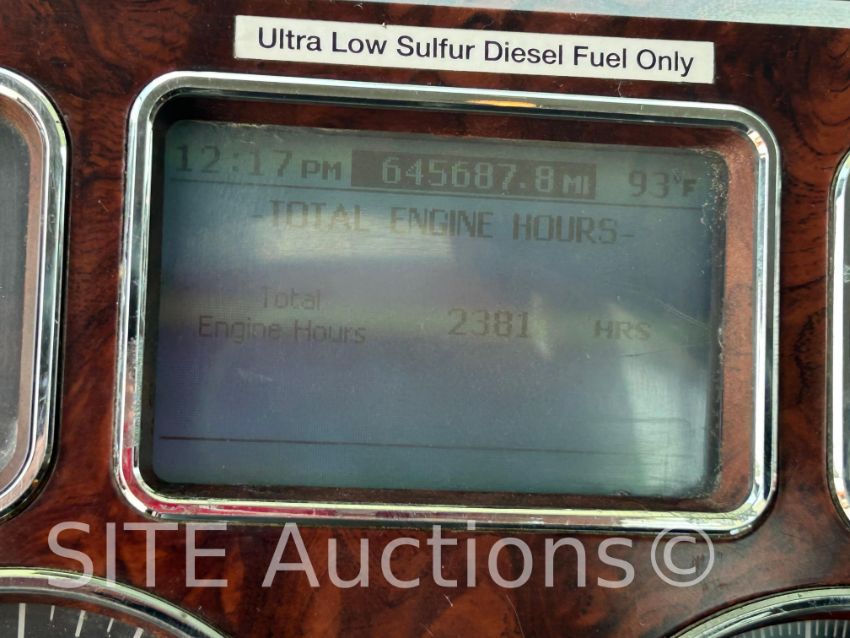 Ultra Low Sulfur Diesel Fuel Only
12:17 PM 645687.8 MI 93°F
-TOTAL ENGINE HOURS-
Total
Engine Hours 2381 HRS
SITE Auctions©